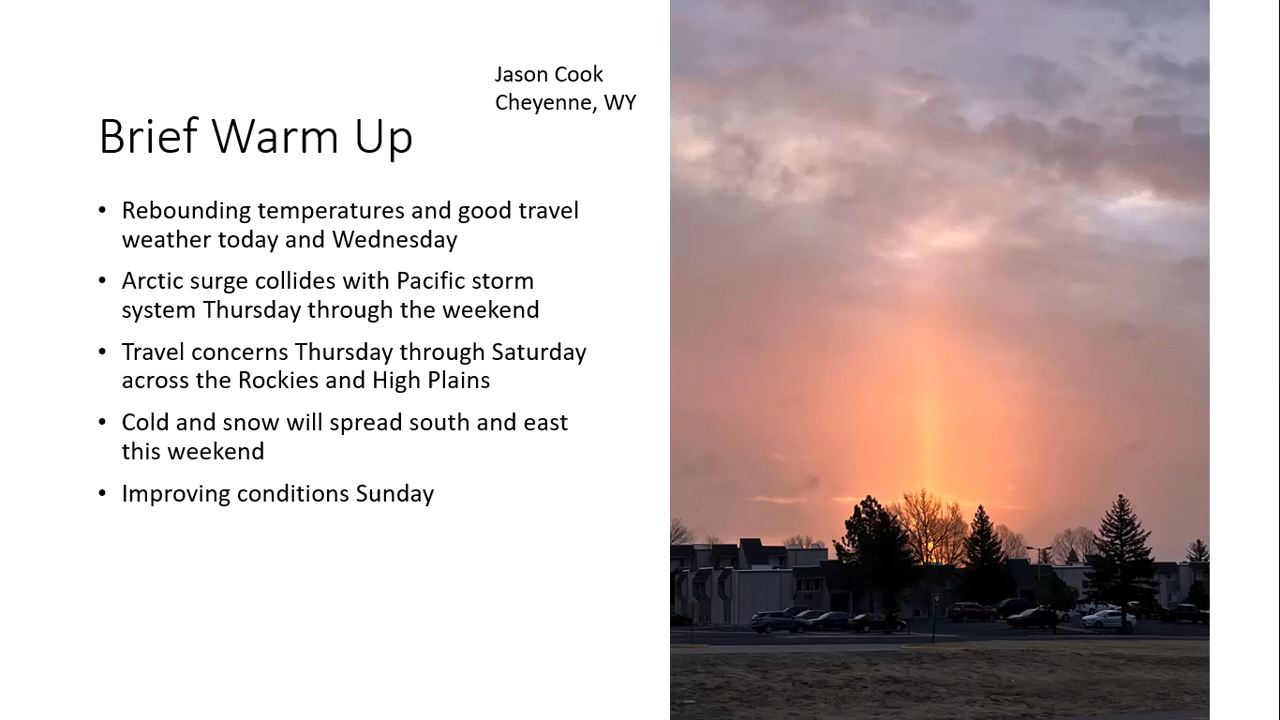 Jason Cook
Cheyenne, WY
Brief Warm Up
• Rebounding temperatures and good travel
weather today and Wednesday
• Arctic surge collides with Pacific storm
system Thursday through the weekend
• Travel concerns Thursday through Saturday
across the Rockies and High Plains
• Cold and snow will spread south and east
this weekend
• Improving conditions Sunday